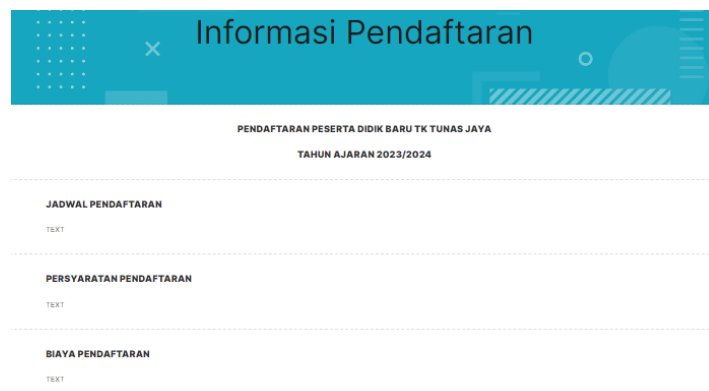 Informasi Pendaftaran
PENDAFTARAN PESERTA DIDIK BARU TK TUNAS JAYA
TAHUN AJARAN 2023/2024
JADWAL PENDAFTARAN
TEXT
PERSYARATAN PENDAFTARAN
TEXT
BIAYA PENDAFTARAN
TEXT